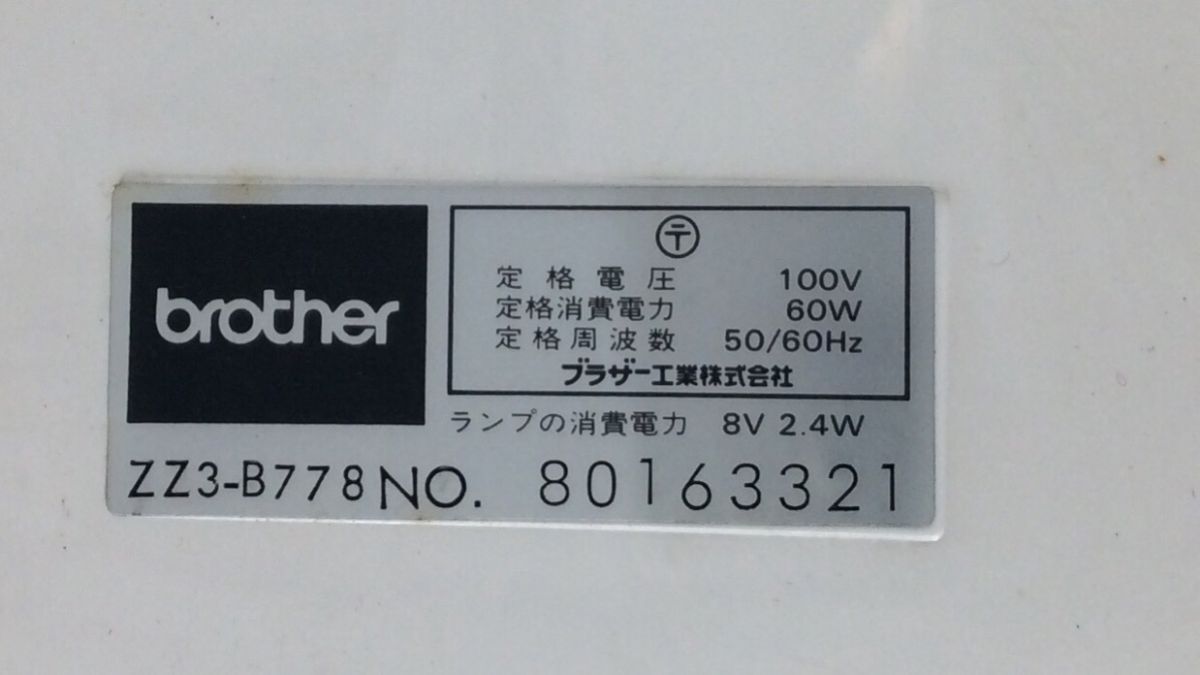 brother
〒
定格電圧 100V
定格消費電力 60W
定格周波数 50/60Hz
ブラザー工業株式会社
ランプの消費電力 8V 2.4W
ZZ3-B778 NO. 80163321